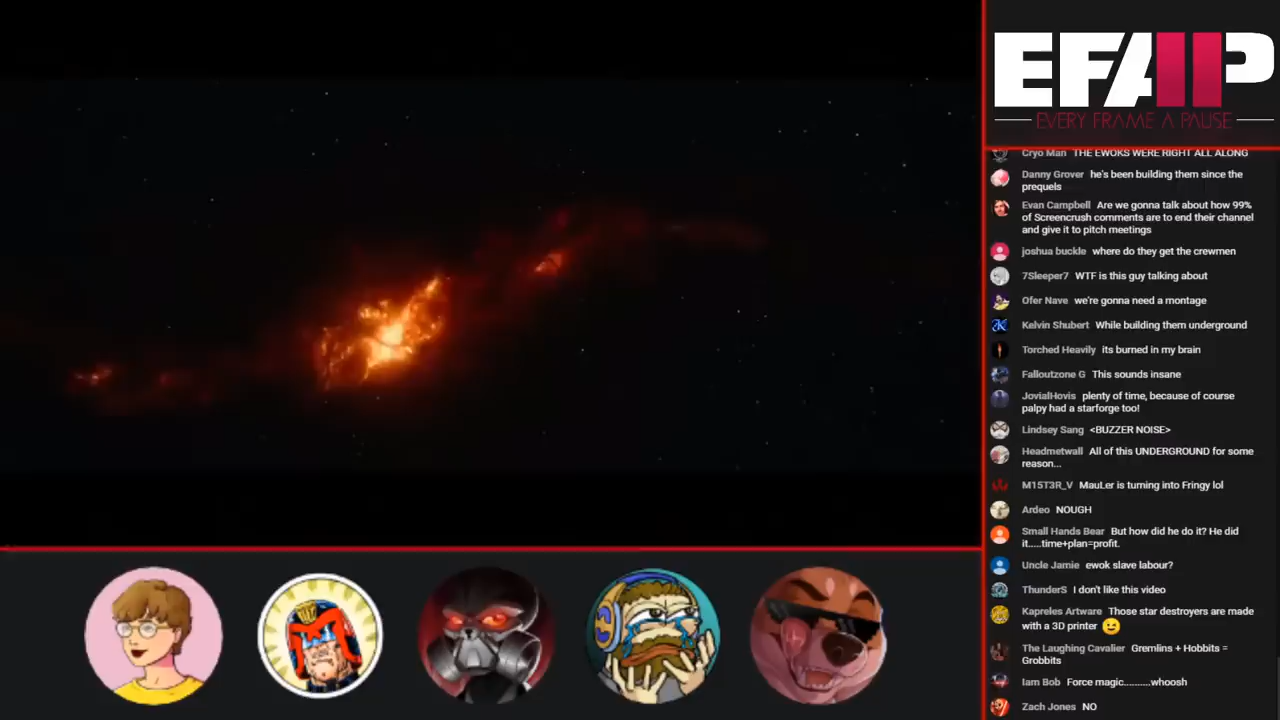 EFAP
EVERY FRAME A PAUSE
Cryo Man THE EWOKS WERE RIGHT ALL ALONG
Danny Grover he's been building them since the
prequels
Evan Campbell Are we gonna talk about how 99%
of Screencrush comments are to end their channel
and give it to pitch meetings
joshua buckle where do they get the crewmen
7Sleeper7 WTF is this guy talking about
Ofer Nave we're gonna need a montage
Kelvin Shubert While building them underground
Torched Heavily its burned in my brain
Falloutzone G This sounds insane
JovialHovis plenty of time, because of course
palpy had a starforge too!
Lindsey Sang <BUZZER NOISE>
Headmetwall All of this UNDERGROUND for some
reason...
M15T3R_V MauLer is turning into Fringy lol
Ardeo NOUGH
Small Hands Bear But how did he do it? He did
it.....time+plan=profit.
Uncle Jamie ewok slave labour?
ThunderS I don't like this video
Kapreles Artware Those star destroyers are made
with a 3D printer 😉
The Laughing Cavalier Gremlins + Hobbits =
Grobbits
Iam Bob Force magic..........whoosh
Zach Jones NO